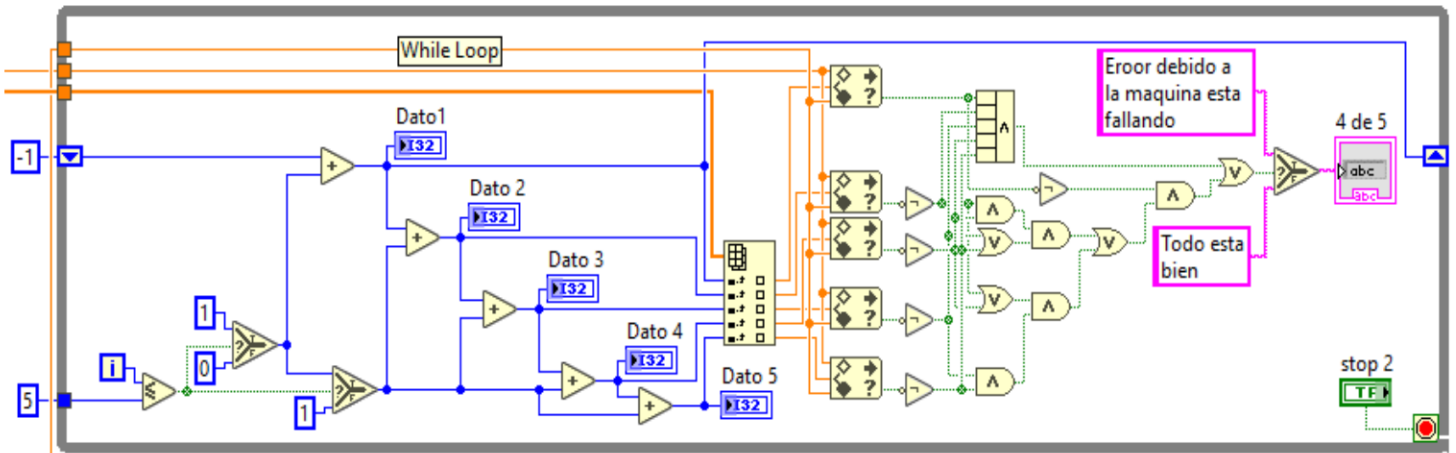 While Loop
Eroor debido a
la maquina esta
fallando
Dato1
I32
4 de 5
abc
abc
-1
Dato 2
I32
Todo esta
bien
Dato 3
I32
1
Dato 4
I32
i
0
stop 2
TF
Dato 5
I32
5
1